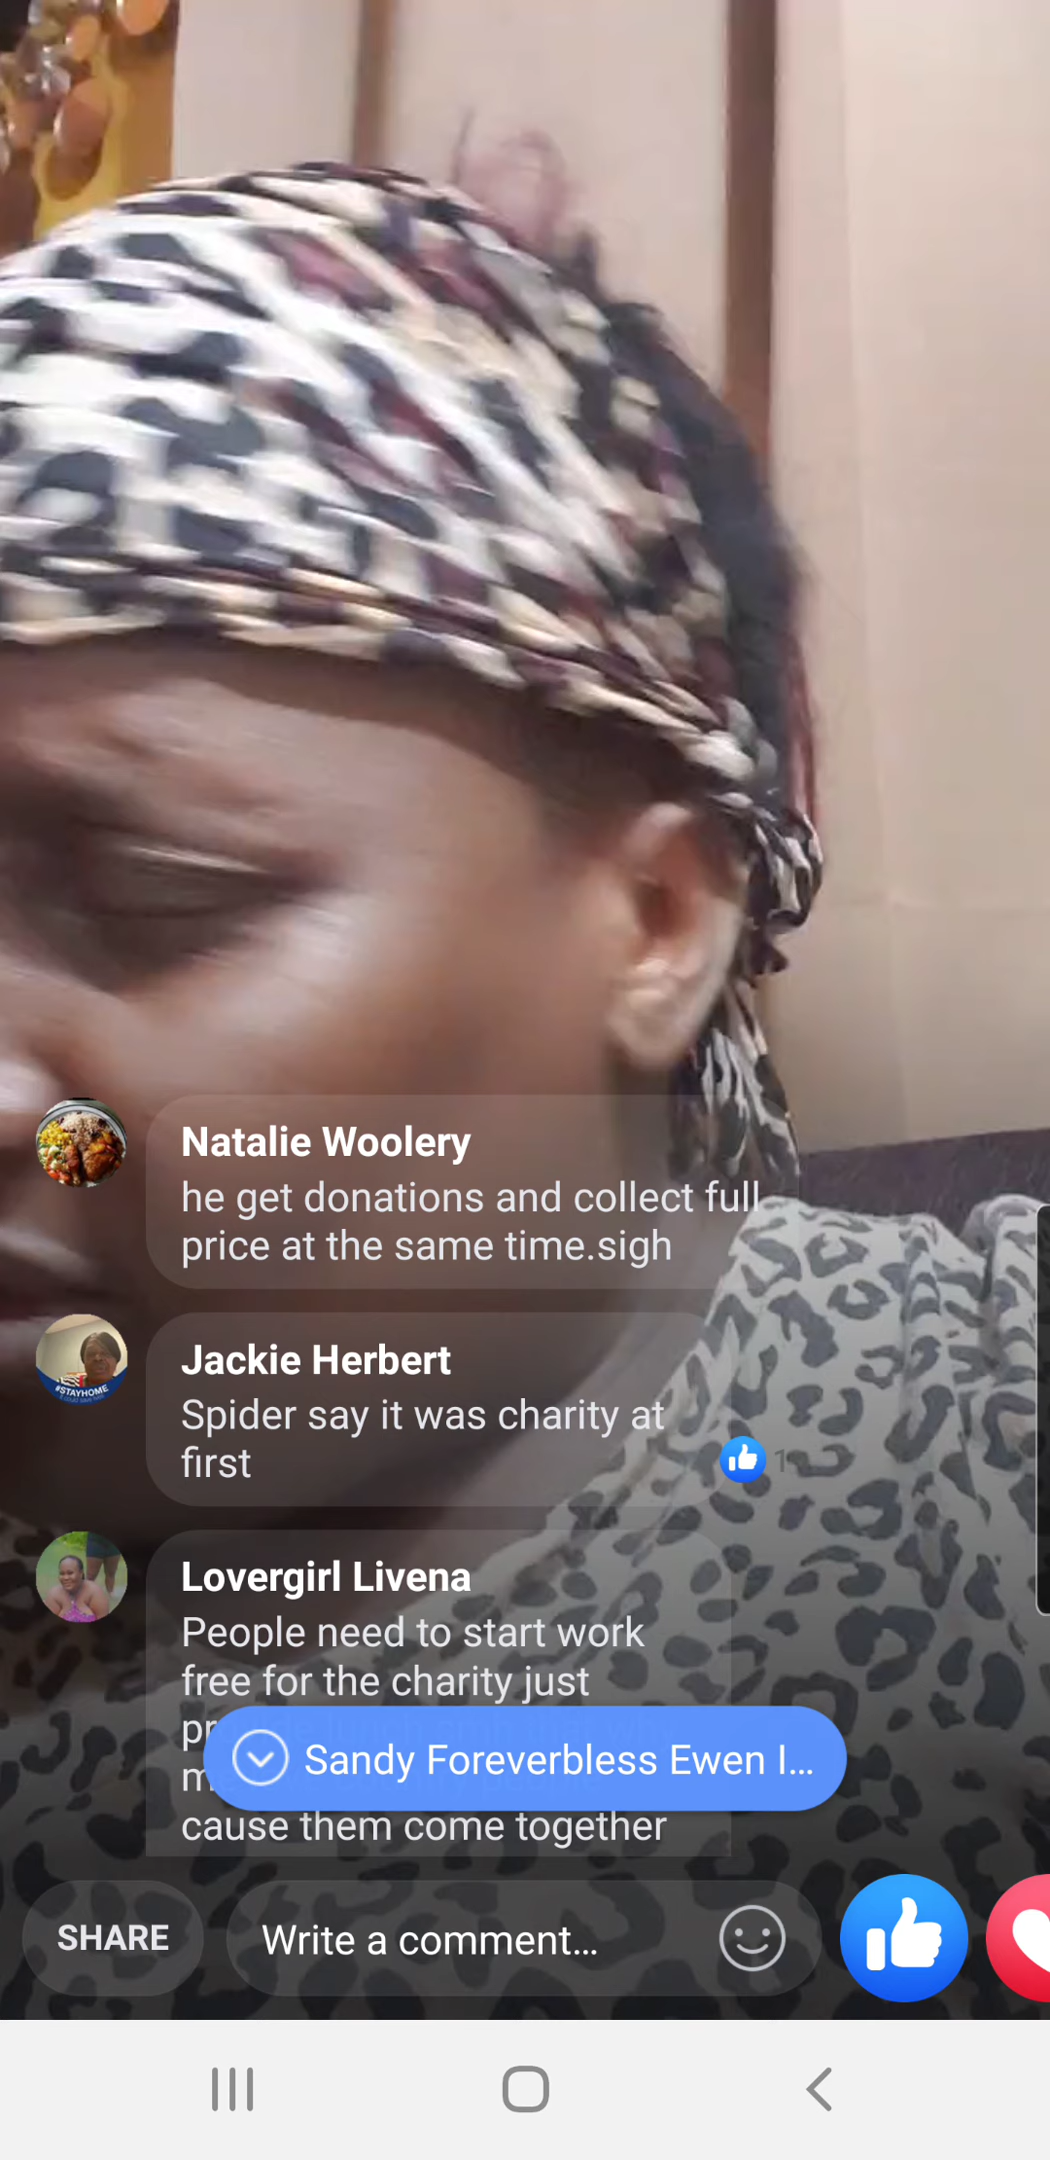 Natalie Woolery
he get donations and collect full
price at the same time.sigh
#STAYHOME
Jackie Herbert
Spider say it was charity at
first
1
Lovergirl Livena
People need to start work
free for the charity just
Sandy Foreverbless Ewen I...
cause them come together
SHARE
Write a comment...